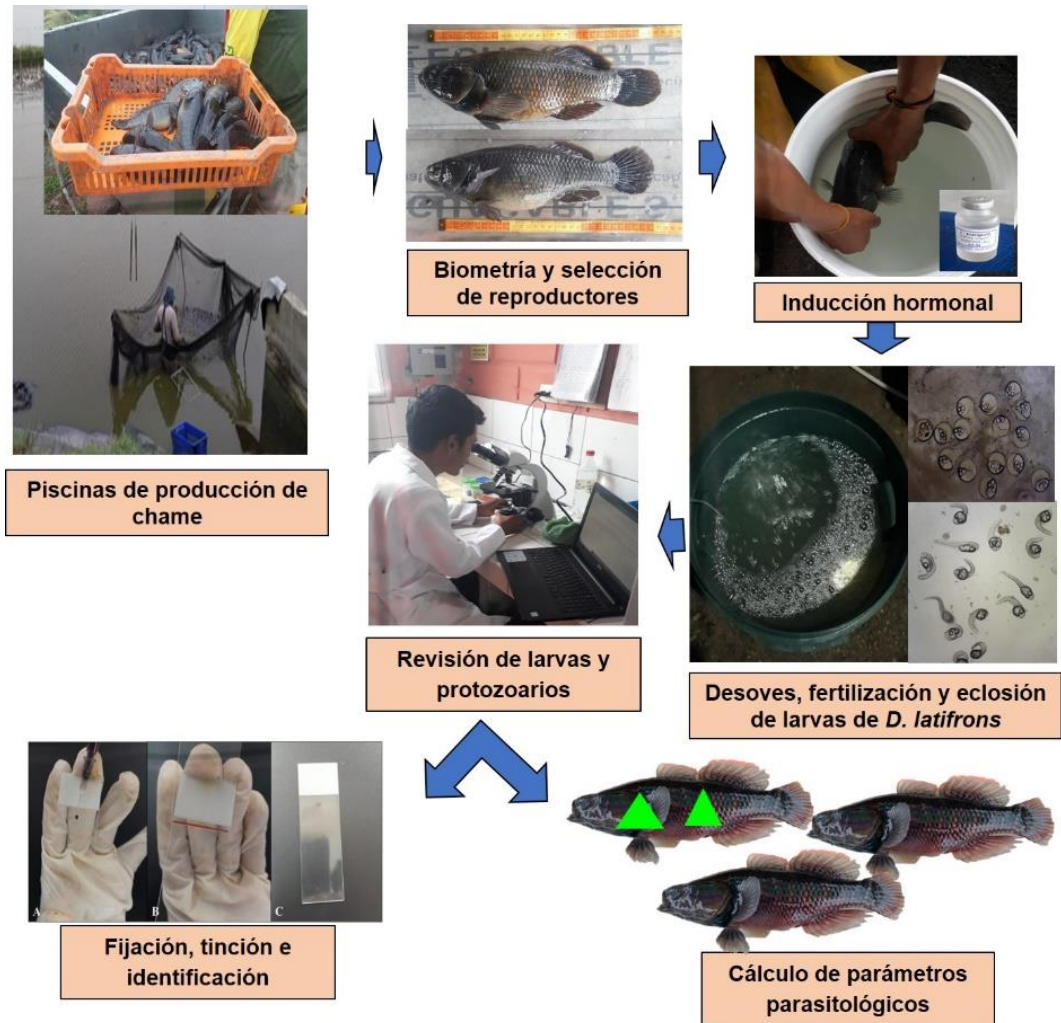 Piscinas de producción de
chame
Biometría y selección
de reproductores
Inducción hormonal
Desoves, fertilización y eclosión
de larvas de D. latifrons
Revisión de larvas y
protozoarios
A
B
C
Fijación, tinción e
identificación
Cálculo de parámetros
parasitológicos